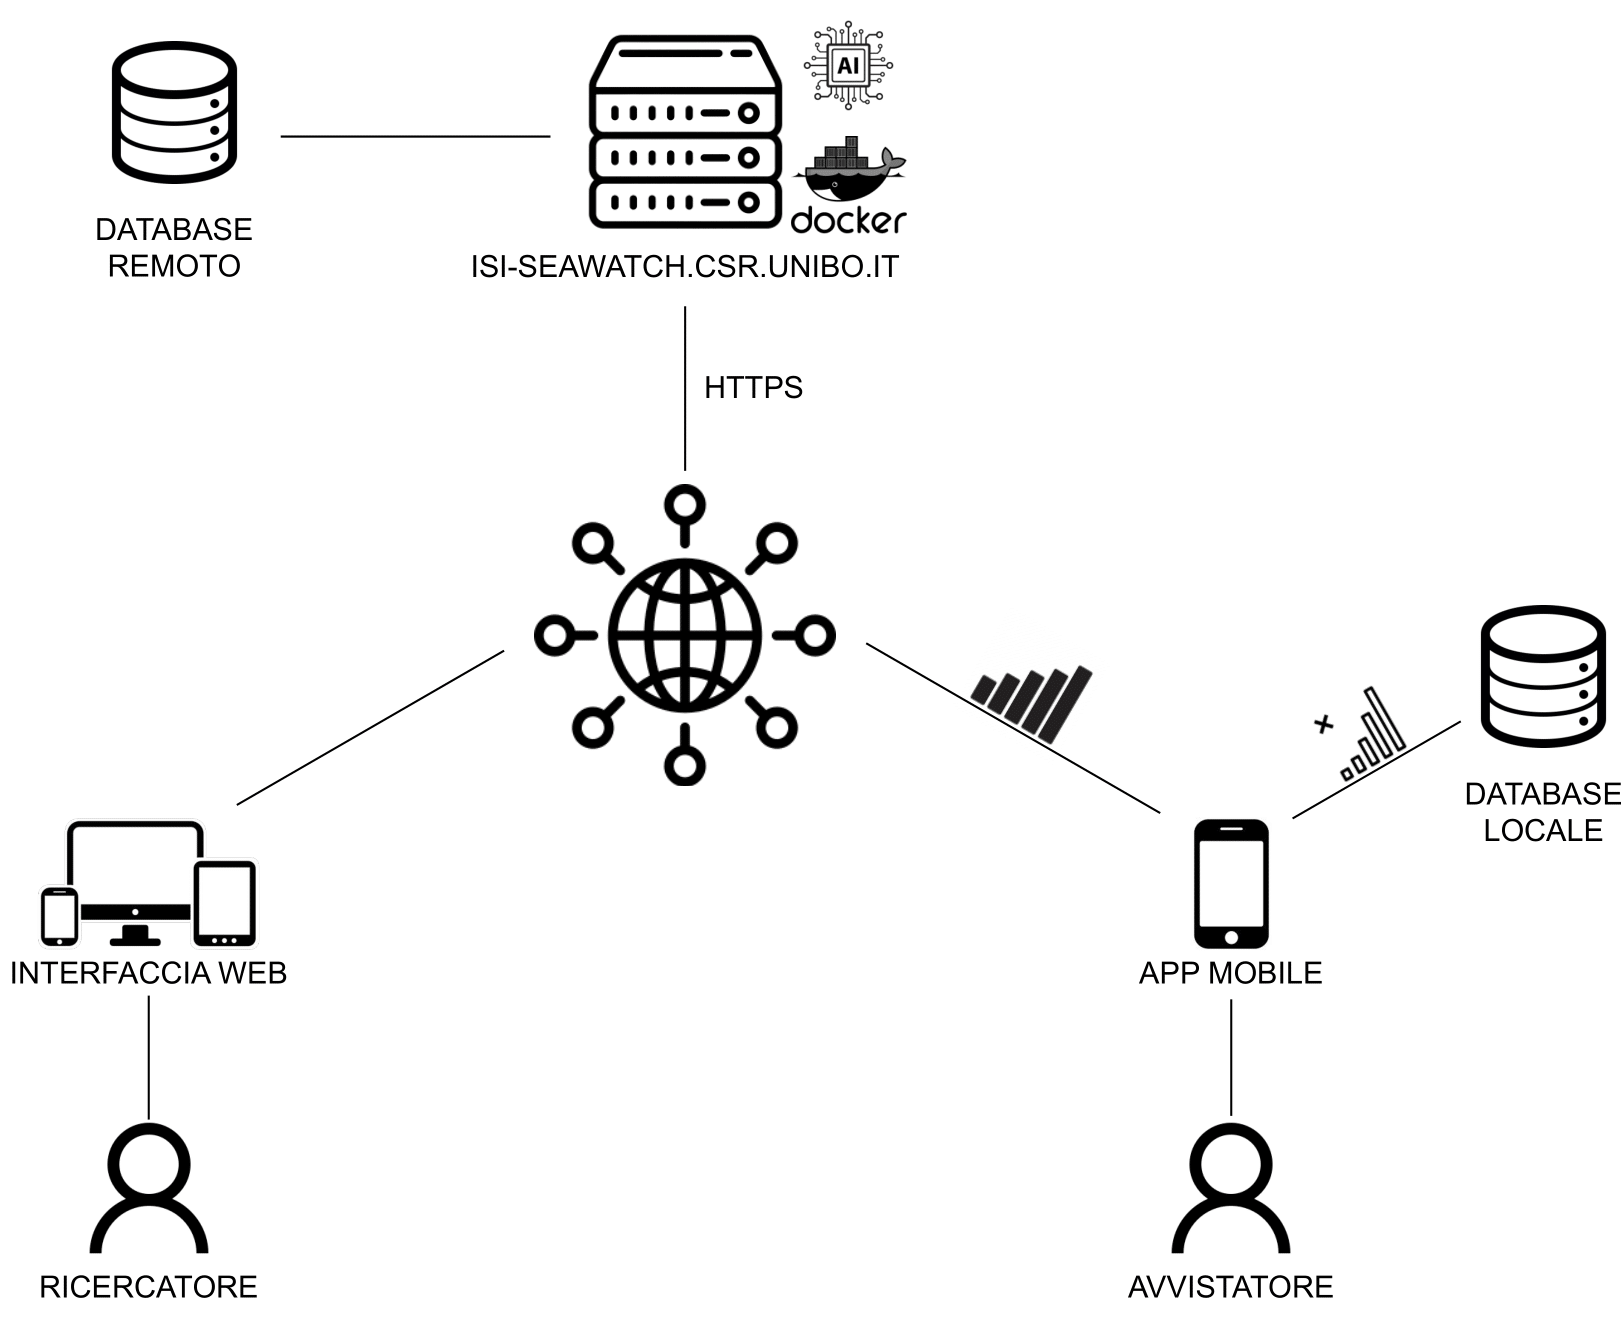 AI
docker
DATABASE
REMOTO
ISI-SEAWATCH.CSR.UNIBO.IT
HTTPS
DATABASE
LOCALE
INTERFACCIA WEB
APP MOBILE
RICERCATORE
AVVISTATORE